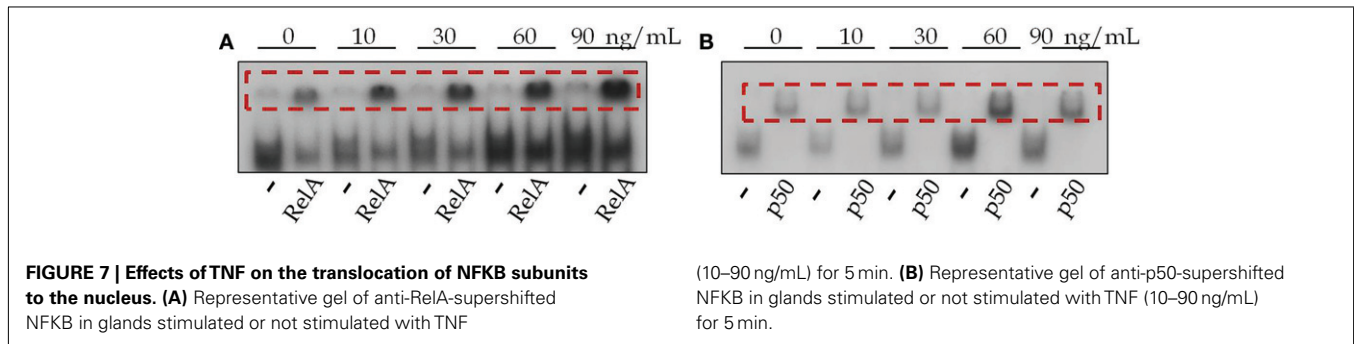 A 0 10 30 60 90 ng/mL
- RelA - RelA - RelA - RelA - RelA
B 0 10 30 60 90 ng/mL
- p50 - p50 - p50 - p50 - p50
FIGURE 7 | Effects of TNF on the translocation of NFKB subunits
to the nucleus. (A) Representative gel of anti-RelA-supershifted
NFKB in glands stimulated or not stimulated with TNF
(10–90 ng/mL) for 5 min. (B) Representative gel of anti-p50-supershifted
NFKB in glands stimulated or not stimulated with TNF (10–90 ng/mL)
for 5 min.